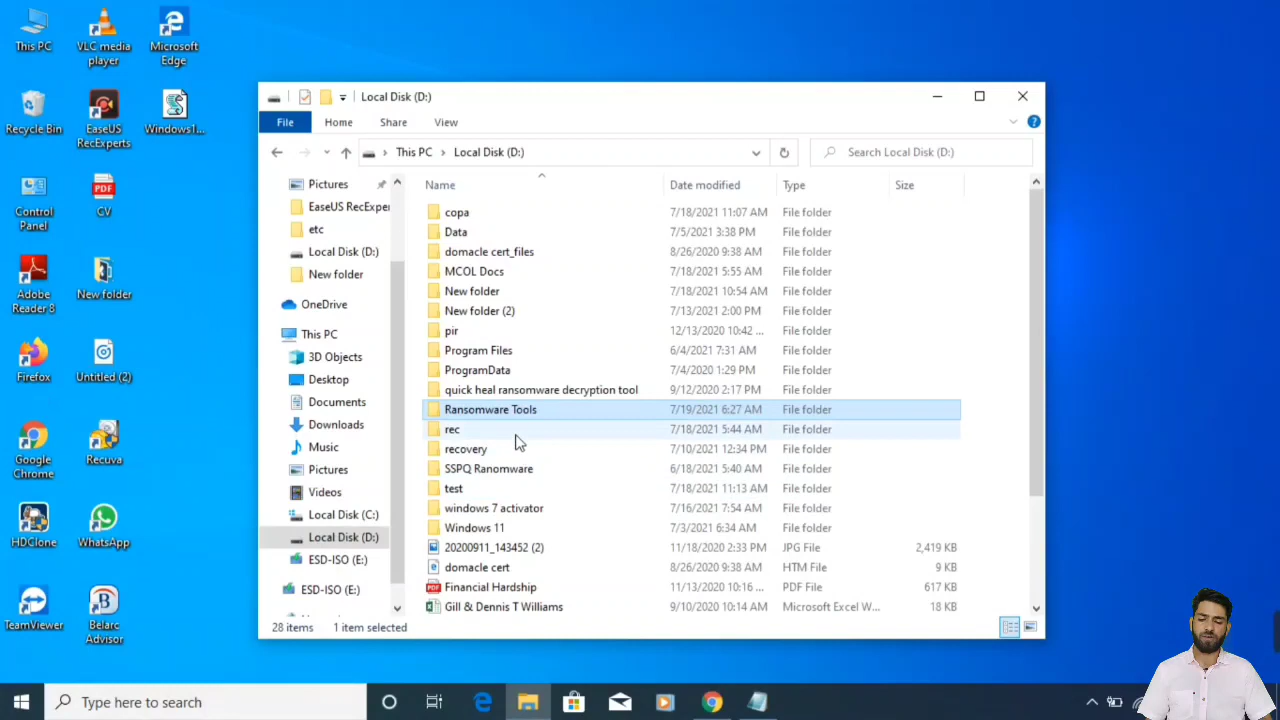 This PC
VLC media player
Microsoft Edge
Recycle Bin
EaseUS RecExperts
Windows1...
Control Panel
PDF
CV
Adobe Reader 8
New folder
Firefox
Untitled (2)
Google Chrome
Recuva
HDClone
WhatsApp
TeamViewer
Belarc Advisor
Local Disk (D:)
File
Home
Share
View
This PC
Local Disk (D:)
Search Local Disk (D:)
Pictures
EaseUS RecExper
etc
Local Disk (D:)
New folder
OneDrive
This PC
3D Objects
Desktop
Documents
Downloads
Music
Pictures
Videos
Local Disk (C:)
Local Disk (D:)
ESD-ISO (E:)
ESD-ISO (E:)
Name Date modified Type Size
copa 7/18/2021 11:07 AM File folder
Data 7/5/2021 3:38 PM File folder
domacle cert_files 8/26/2020 9:38 AM File folder
MCOL Docs 7/18/2021 5:55 AM File folder
New folder 7/18/2021 10:54 AM File folder
New folder (2) 7/13/2021 2:00 PM File folder
pir 12/13/2020 10:42 ... File folder
Program Files 6/4/2021 7:31 AM File folder
ProgramData 7/4/2020 1:29 PM File folder
quick heal ransomware decryption tool 9/12/2020 2:17 PM File folder
Ransomware Tools 7/19/2021 6:27 AM File folder
rec 7/18/2021 5:44 AM File folder
recovery 7/10/2021 12:34 PM File folder
SSPQ Ranomware 6/18/2021 5:40 AM File folder
test 7/18/2021 11:13 AM File folder
windows 7 activator 7/16/2021 7:54 AM File folder
Windows 11 7/3/2021 6:34 AM File folder
20200911_143452 (2) 11/18/2020 2:33 PM JPG File 2,419 KB
domacle cert 8/26/2020 9:38 AM HTM File 9 KB
Financial Hardship 11/13/2020 10:16 ... PDF File 617 KB
Gill & Dennis T Williams 9/10/2020 10:14 AM Microsoft Excel W... 18 KB
28 items 1 item selected
Type here to search